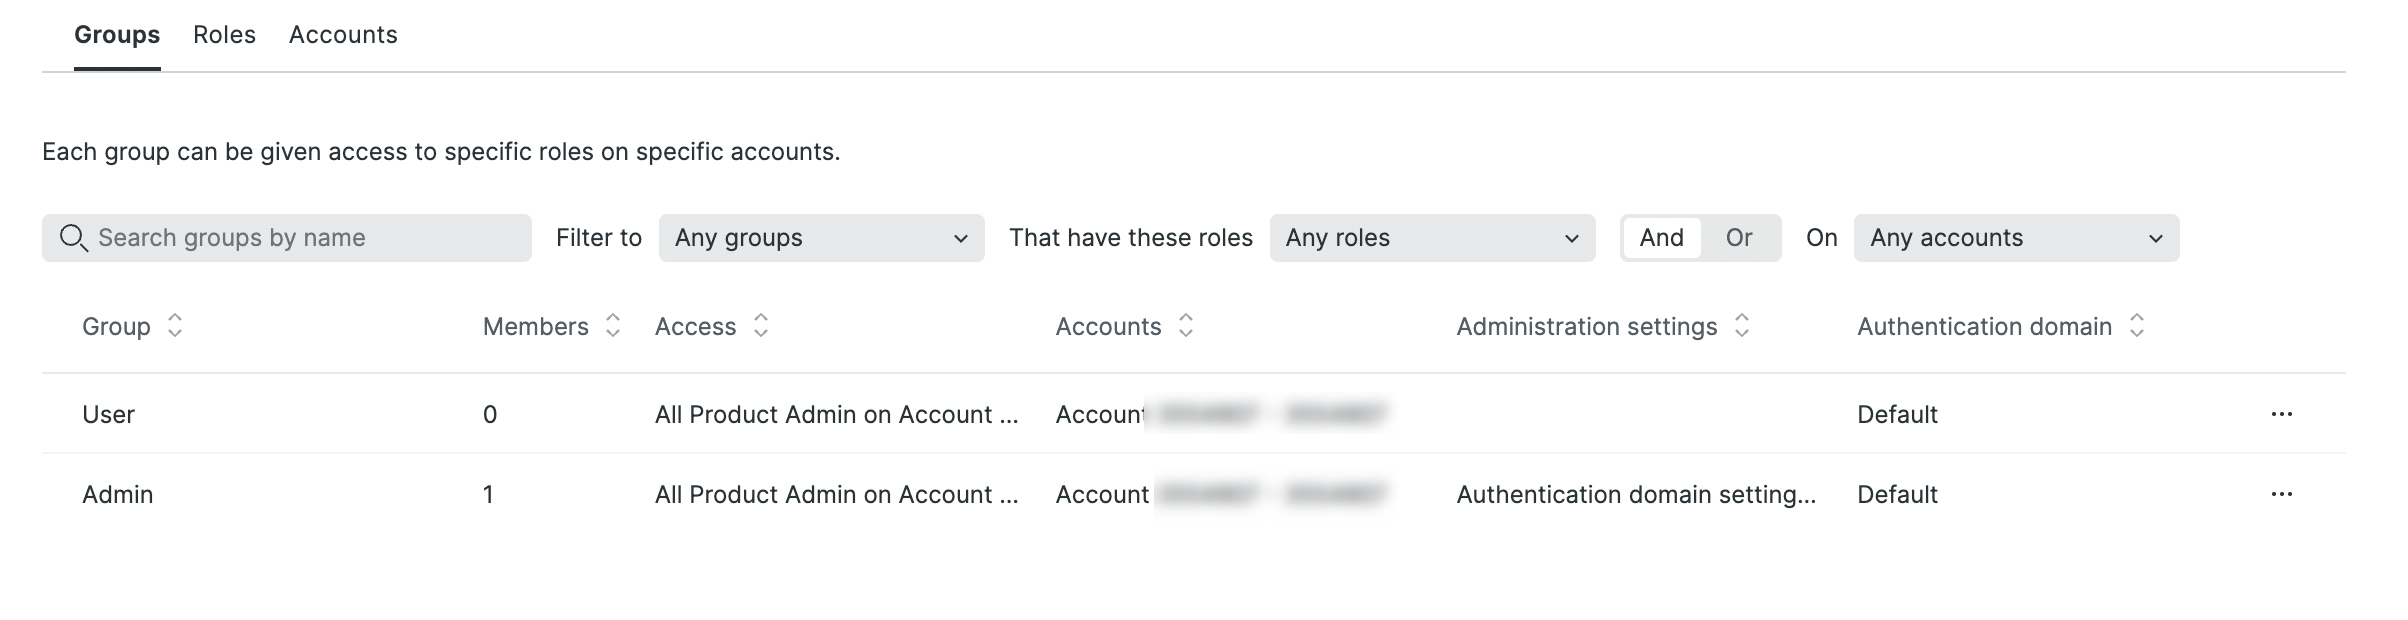 Groups Roles Accounts
Each group can be given access to specific roles on specific accounts.
Search groups by name Filter to Any groups That have these roles Any roles And Or On Any accounts
Group Members Access Accounts Administration settings Authentication domain
User 0 All Product Admin on Account ... Account Default
Admin 1 All Product Admin on Account ... Account Authentication domain setting... Default